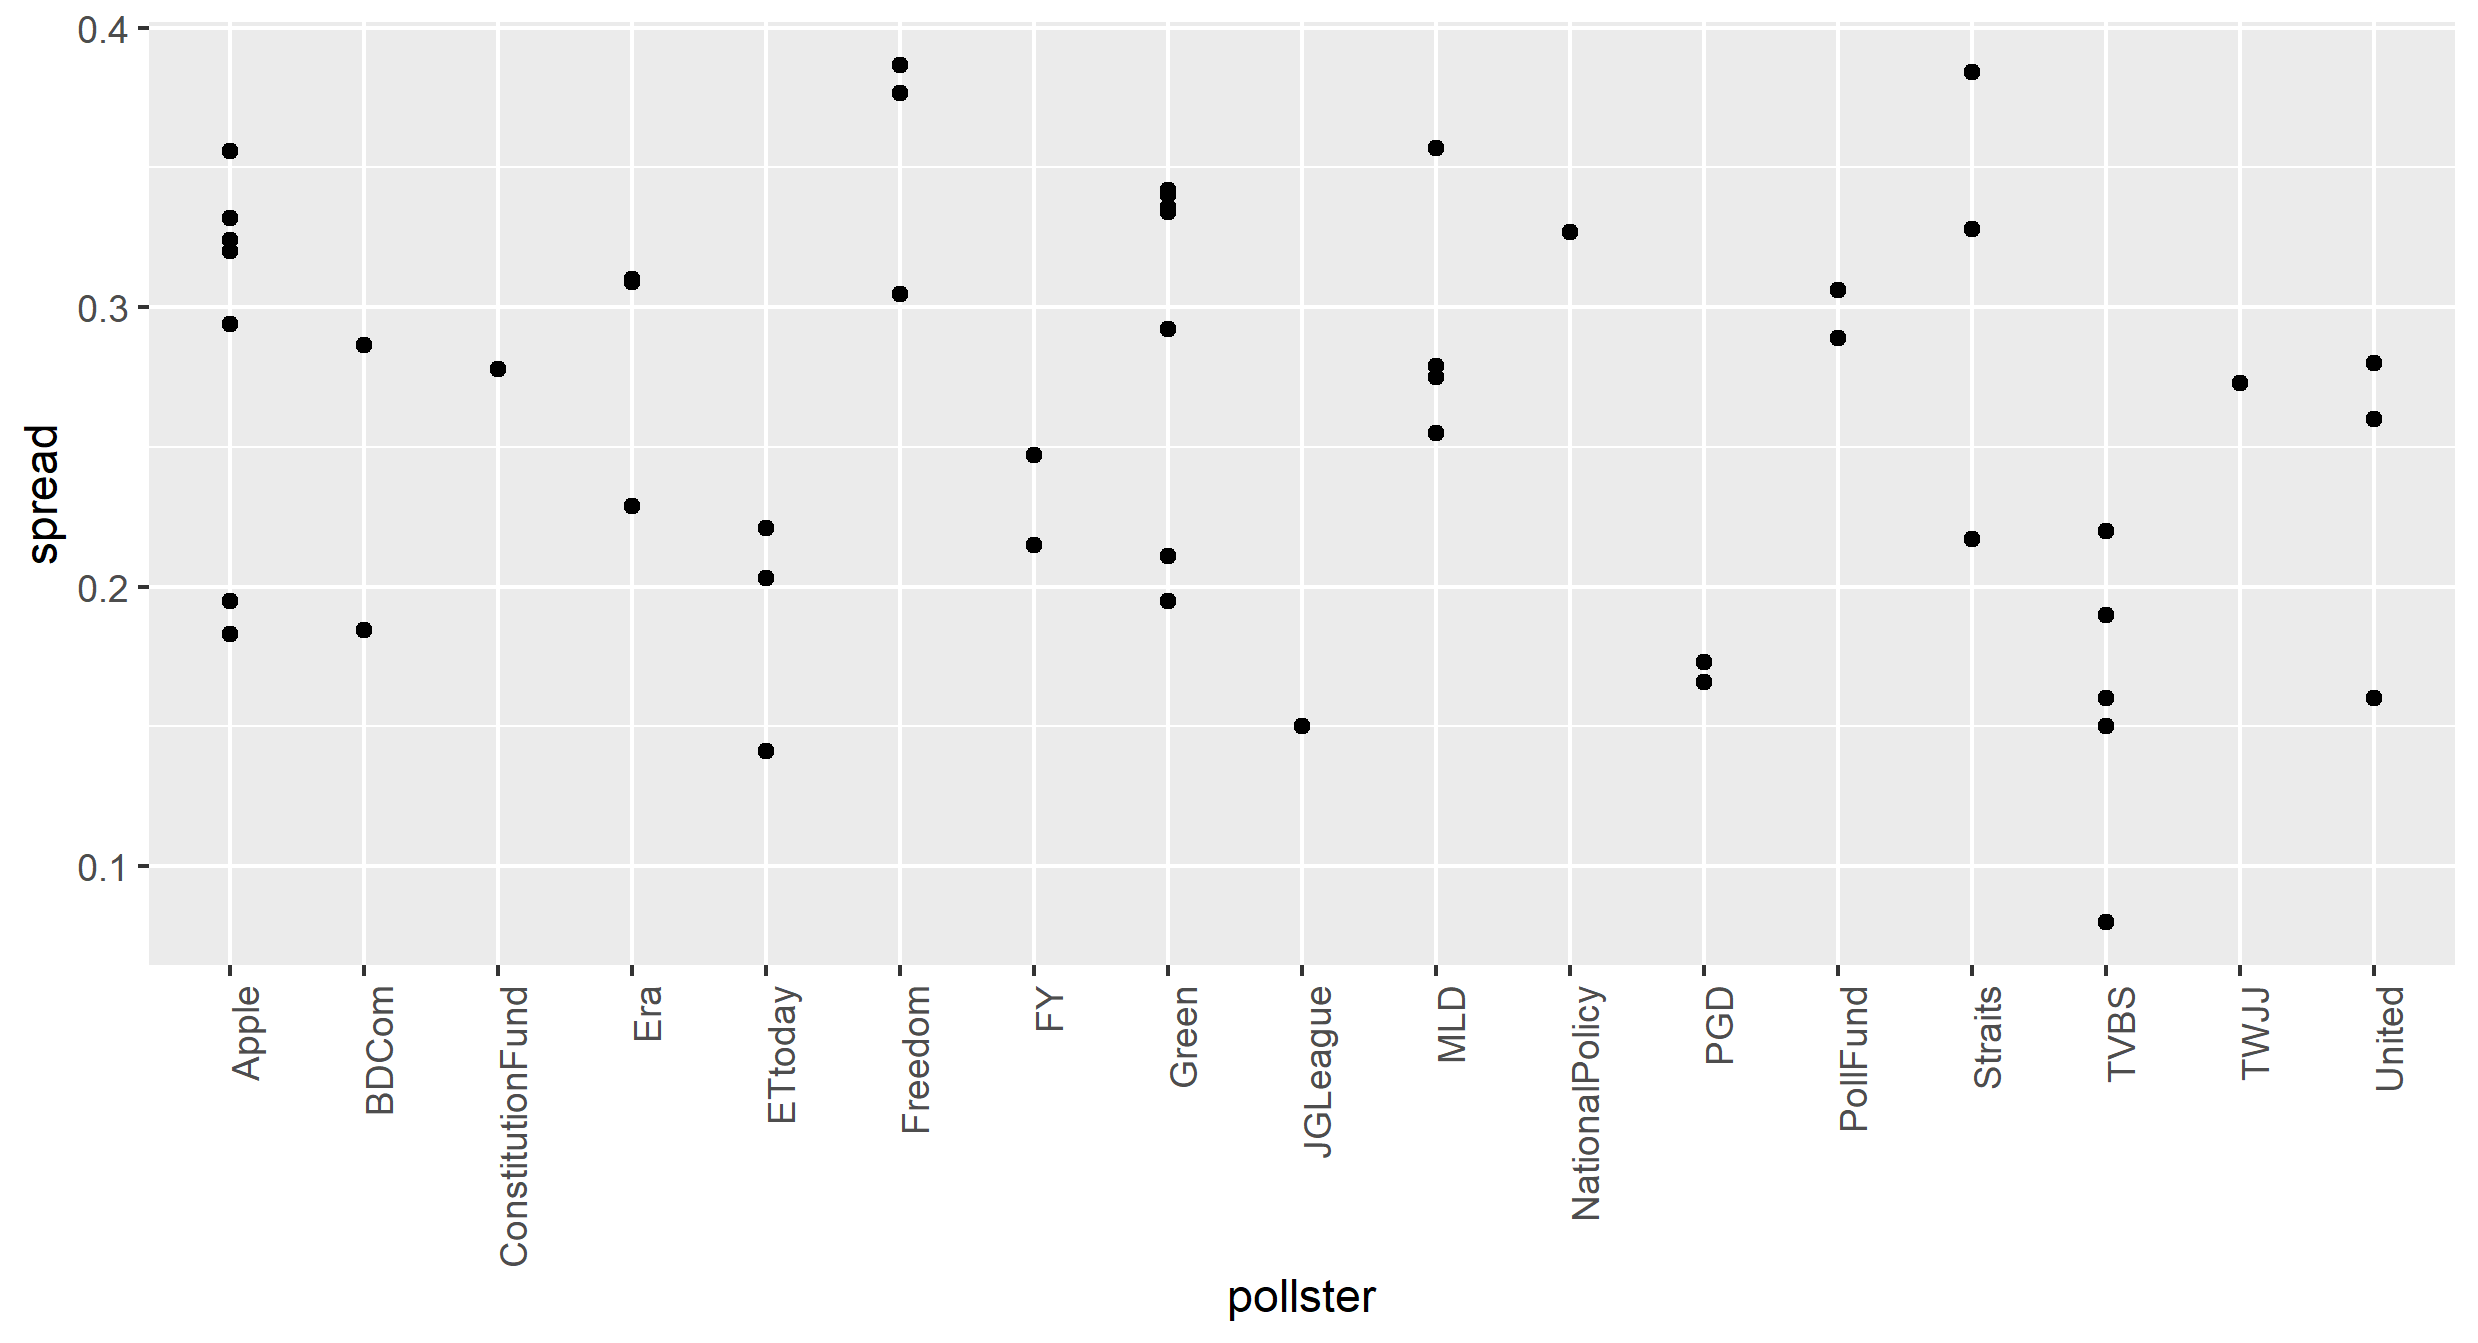 0.4
0.3
0.2
0.1
spread
Apple
BDCom
ConstitutionFund
Era
ETtoday
Freedom
FY
Green
JGLeague
MLD
NationalPolicy
PGD
PollFund
Straits
TVBS
TWJJ
United
pollster